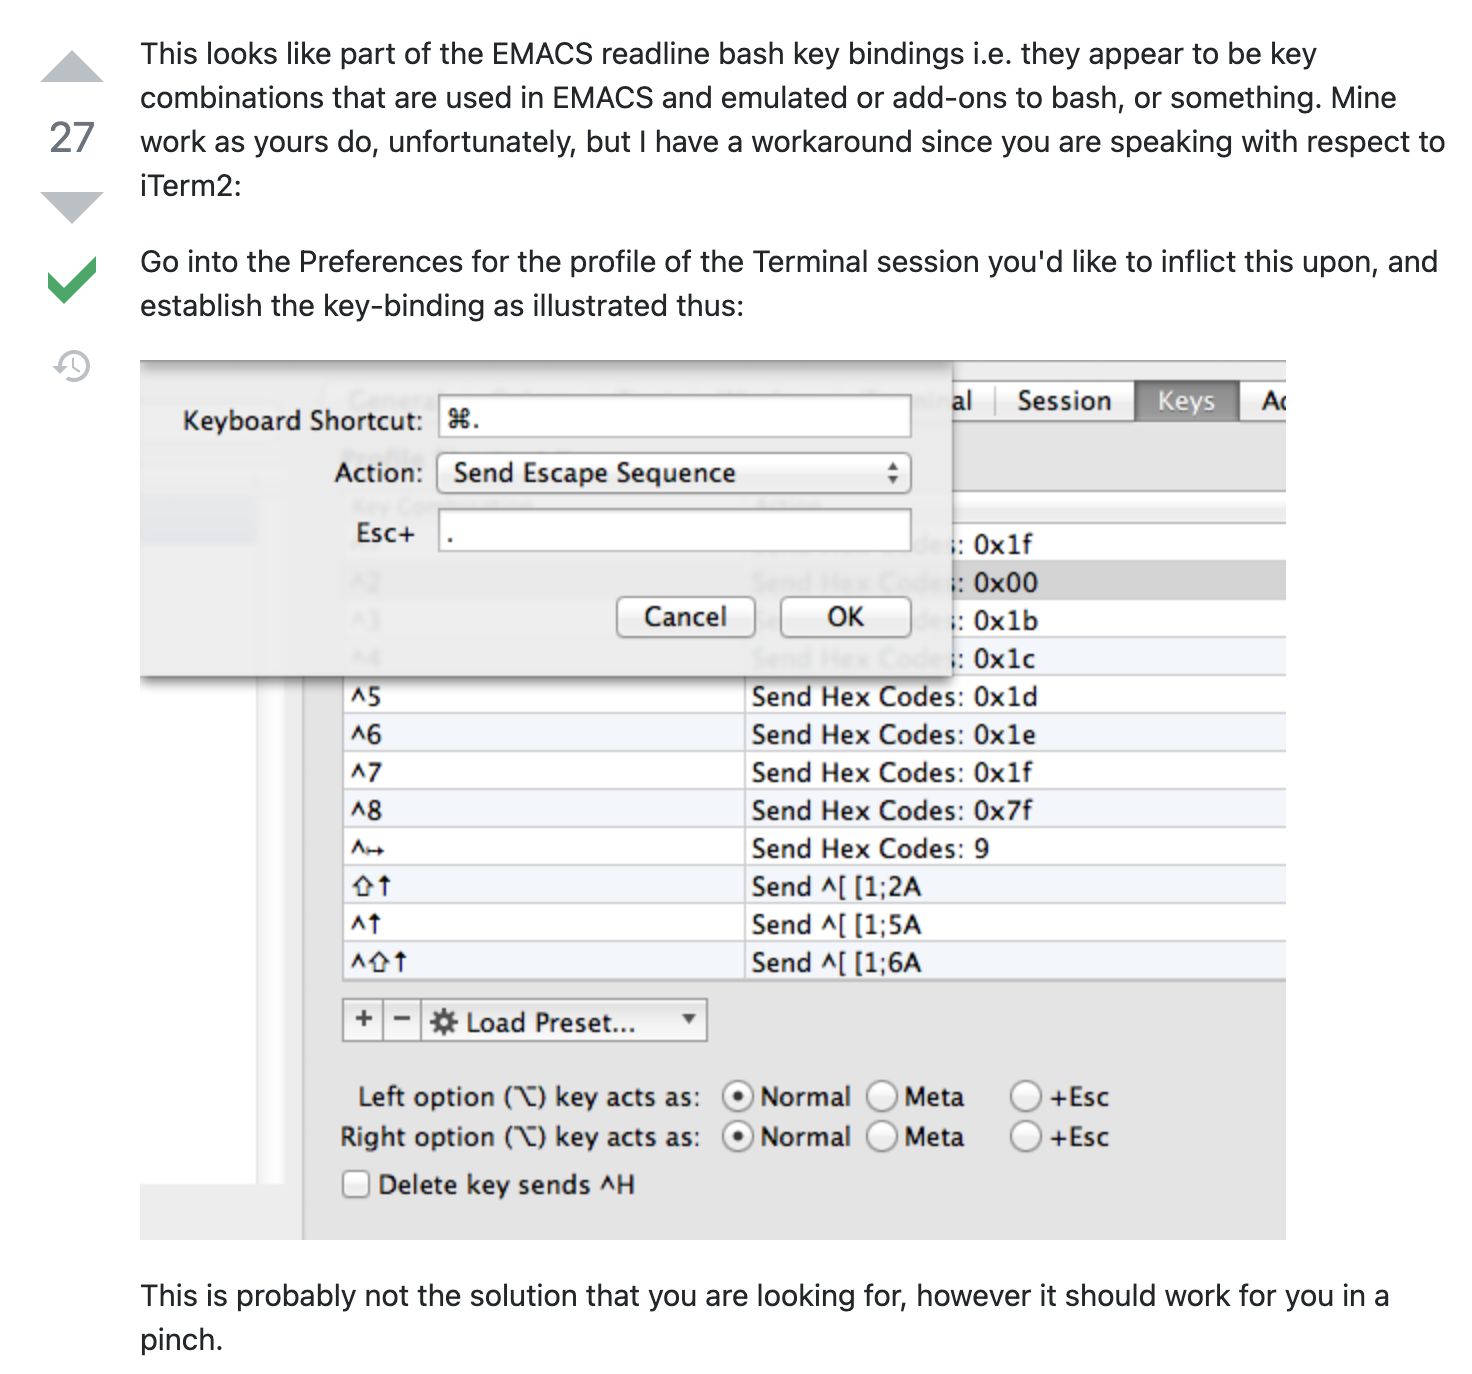 This looks like part of the EMACS readline bash key bindings i.e. they appear to be key
combinations that are used in EMACS and emulated or add-ons to bash, or something. Mine
27
work as yours do, unfortunately, but I have a workaround since you are speaking with respect to
iTerm2:
Go into the Preferences for the profile of the Terminal session you'd like to inflict this upon, and
establish the key-binding as illustrated thus:
al Session Keys
Keyboard Shortcut: ⌘.
Action: Send Escape Sequence
Esc+ .
: 0x1f
^2 Send Hex Codes: 0x00
Cancel OK
^3 : 0x1b
^4 Send Hex Codes: 0x1c
^5 Send Hex Codes: 0x1d
^6 Send Hex Codes: 0x1e
^7 Send Hex Codes: 0x1f
^8 Send Hex Codes: 0x7f
^↦ Send Hex Codes: 9
⇧↑ Send ^[ [1;2A
^↑ Send ^[ [1;5A
^⇧↑ Send ^[ [1;6A
+ − Load Preset...
Left option (⌥) key acts as: Normal Meta +Esc
Right option (⌥) key acts as: Normal Meta +Esc
Delete key sends ^H
This is probably not the solution that you are looking for, however it should work for you in a
pinch.